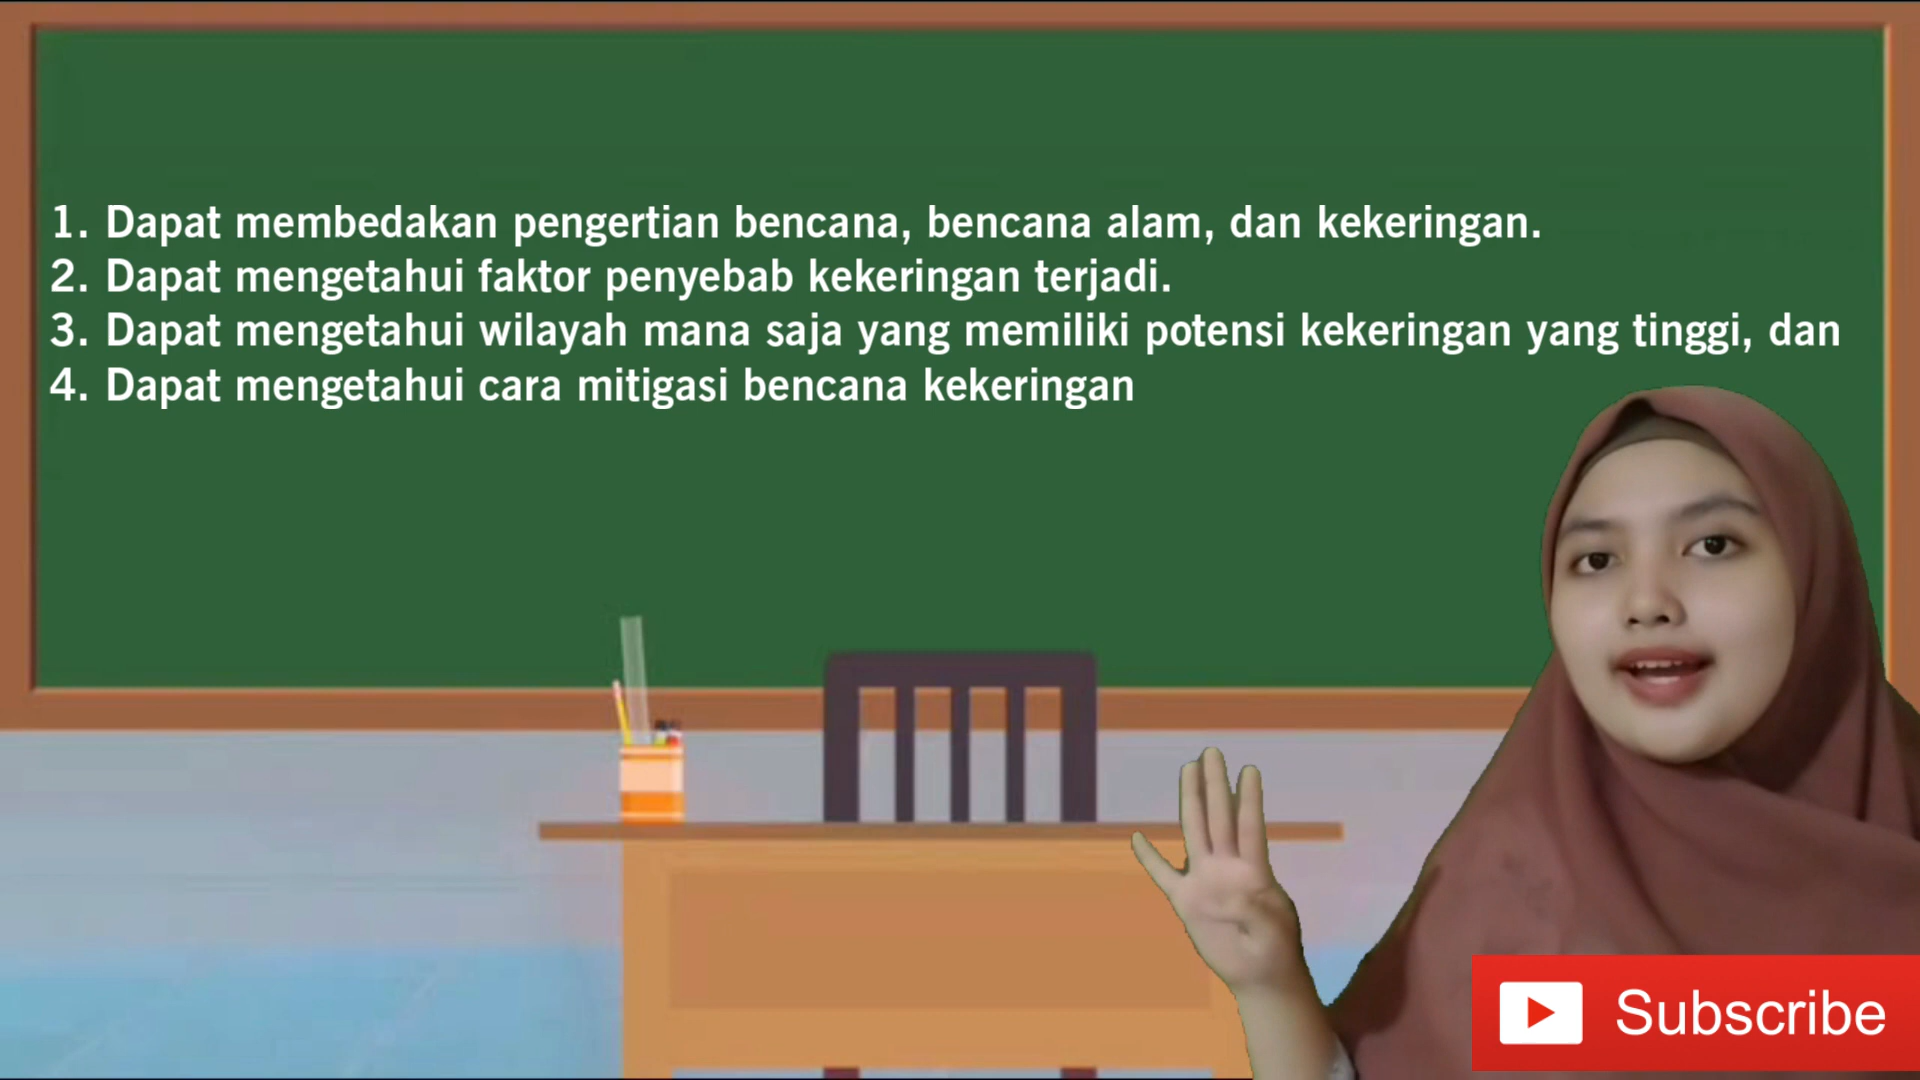 1. Dapat membedakan pengertian bencana, bencana alam, dan kekeringan.
2. Dapat mengetahui faktor penyebab kekeringan terjadi.
3. Dapat mengetahui wilayah mana saja yang memiliki potensi kekeringan yang tinggi, dan
4. Dapat mengetahui cara mitigasi bencana kekeringan
Subscribe